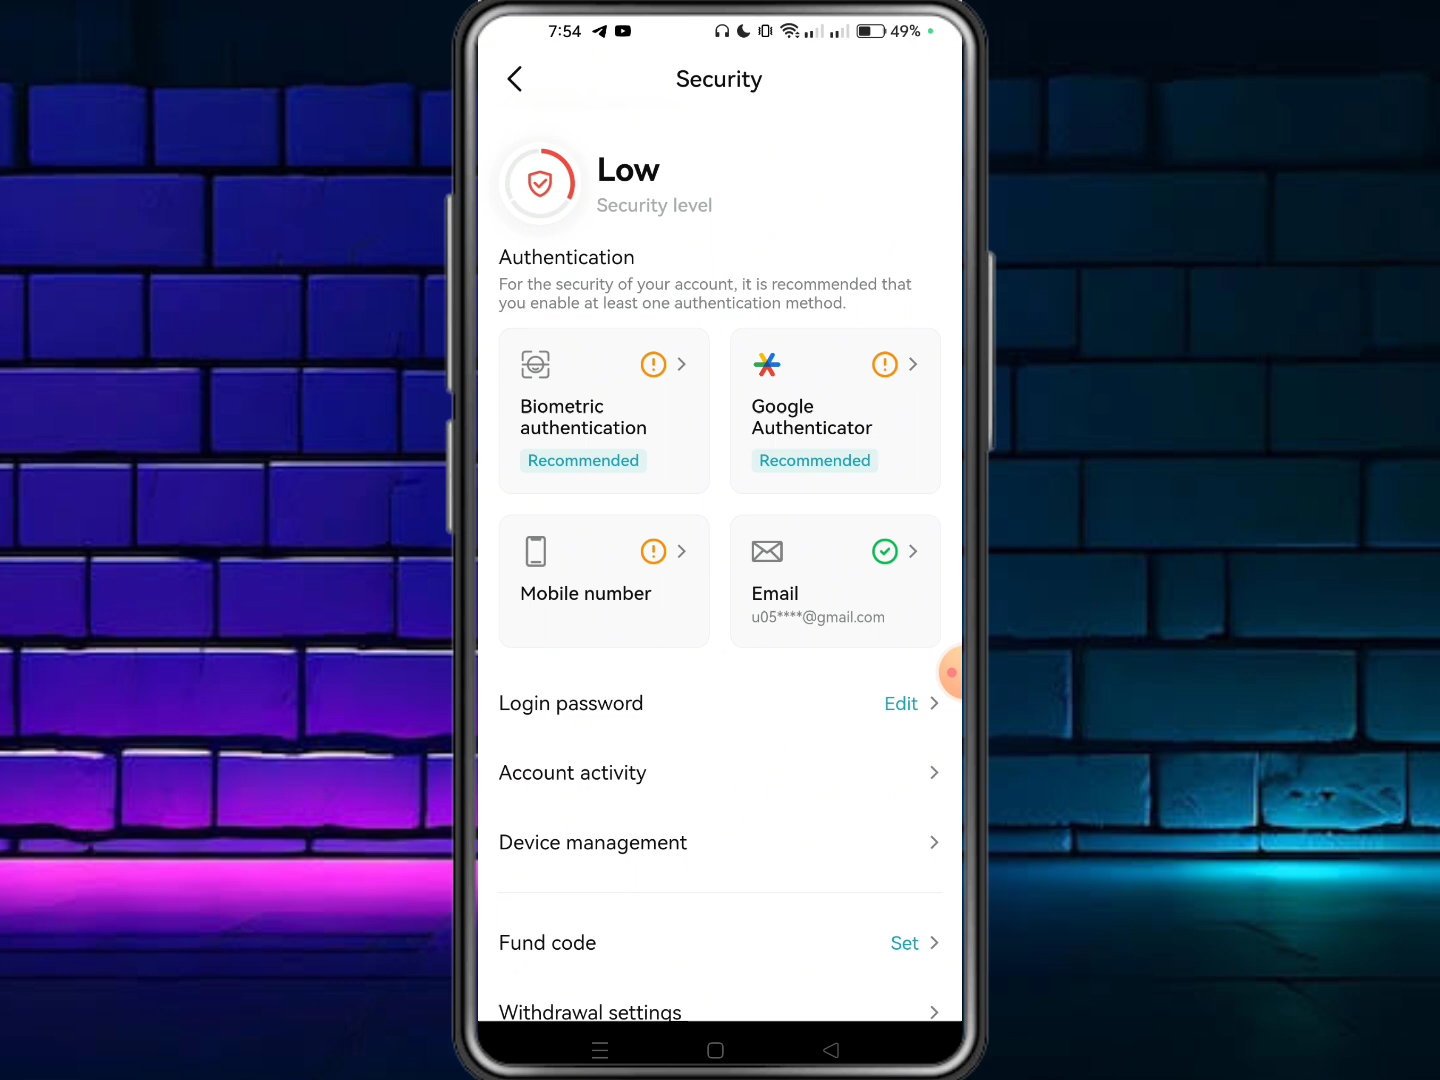 7:54
49%
Security
Low
Security level
Authentication
For the security of your account, it is recommended that
you enable at least one authentication method.
Biometric
authentication
Recommended
Google
Authenticator
Recommended
Mobile number
Email
u05****@gmail.com
Login password
Edit
Account activity
Device management
Fund code
Set
Withdrawal settings